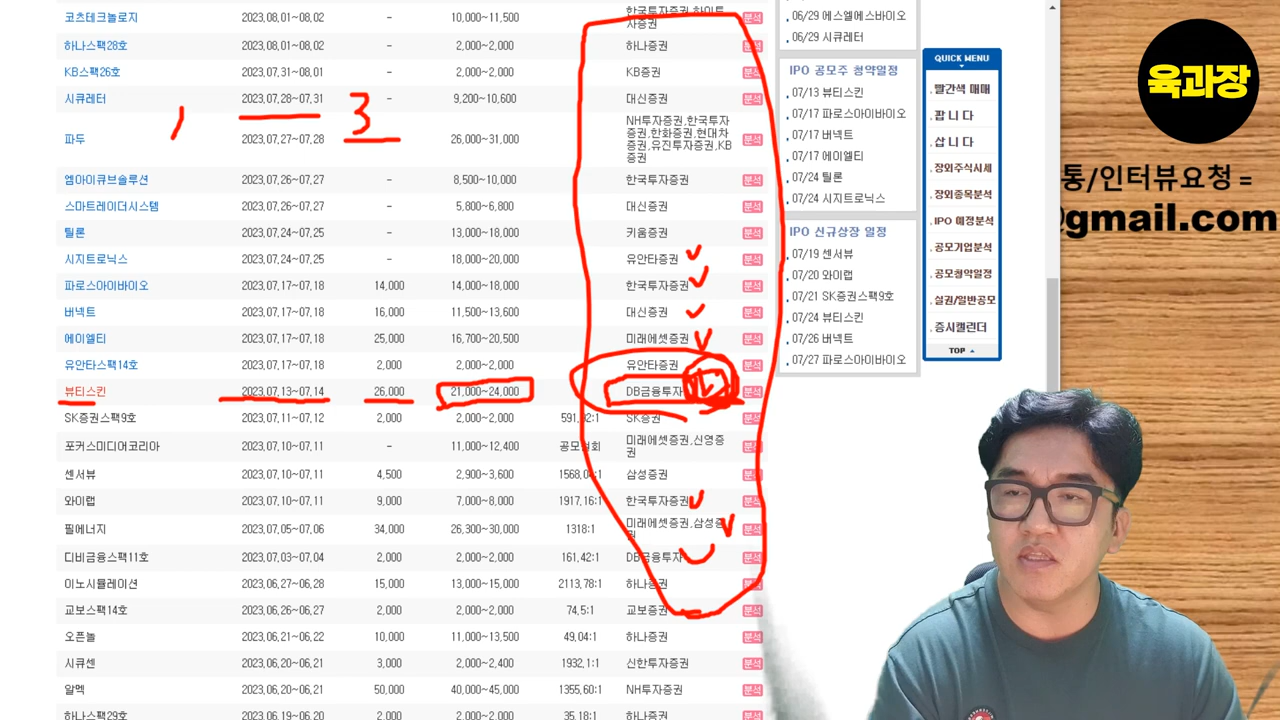 코츠테크놀로지 2023.08.01~08.02 - 10,000~11,500 한국투자증권,하이투
자증권 분석
하나스팩28호 2023.08.01~08.02 - 2,000~2,000 하나증권 분석
KB스팩26호 2023.07.31~08.01 - 2,000~2,000 KB증권 분석
시큐레터 2023.07.28~07.31 - 9,200~10,600 대신증권 분석
1 3
파두 2023.07.27~07.28 - 26,000~31,000 NH투자증권,한국투자
증권,한화증권,현대차
증권,유진투자증권,KB
증권 분석
엠아이큐브솔루션 2023.07.26~07.27 - 8,500~10,000 한국투자증권 분석
스마트레이더시스템 2023.07.26~07.27 - 5,800~6,800 대신증권 분석
틸론 2023.07.24~07.25 - 13,000~18,000 키움증권 분석
시지트로닉스 2023.07.24~07.25 - 18,000~20,000 유안타증권 분석
파로스아이바이오 2023.07.17~07.18 14,000 14,000~18,000 한국투자증권 분석
버넥트 2023.07.17~07.18 16,000 11,500~13,600 대신증권 분석
에이엘티 2023.07.17~07.18 25,000 16,700~20,500 미래에셋증권 분석
유안타스팩14호 2023.07.17~07.18 2,000 2,000~2,000 유안타증권 분석
뷰티스킨 2023.07.13~07.14 26,000 21,000~24,000 DB금융투자 분석
SK증권스팩9호 2023.07.11~07.12 2,000 2,000~2,000 591.02:1 SK증권 분석
포커스미디어코리아 2023.07.10~07.11 - 11,000~12,400 공모철회 미래에셋증권,신영증
권 분석
센서뷰 2023.07.10~07.11 4,500 2,900~3,600 1568.04:1 삼성증권 분석
와이랩 2023.07.10~07.11 9,000 7,000~8,000 1917.16:1 한국투자증권 분석
필에너지 2023.07.05~07.06 34,000 26,300~30,000 1318:1 미래에셋증권,삼성증
권 분석
디비금융스팩11호 2023.07.03~07.04 2,000 2,000~2,000 161.42:1 DB금융투자 분석
이노시뮬레이션 2023.06.27~06.28 15,000 13,000~15,000 2113.78:1 하나증권 분석
교보스팩14호 2023.06.26~06.27 2,000 2,000~2,000 74.5:1 교보증권 분석
오픈놀 2023.06.21~06.22 10,000 11,000~13,500 49.04:1 하나증권 분석
시큐센 2023.06.20~06.21 3,000 2,000~2,400 1932.1:1 신한투자증권 분석
알멕 2023.06.20~06.21 50,000 40,000~45,000 1355.60:1 NH투자증권 분석
하나스팩29호 2023.06.19~06.20 2,000 2,000~2,000 35.18:1 하나증권 분석
06/29 에스엘에스바이오
06/29 시큐레터
IPO 공모주 청약일정
07/13 뷰티스킨
07/17 파로스아이바이오
07/17 버넥트
07/17 에이엘티
07/24 틸론
07/24 시지트로닉스
IPO 신규상장 일정
07/19 센서뷰
07/20 와이랩
07/21 SK증권스팩9호
07/24 뷰티스킨
07/26 버넥트
07/27 파로스아이바이오
QUICK MENU
빨간색 매매
팝 니 다
삽 니 다
장외주식시세
장외종목분석
IPO 예정분석
공모기업분석
공모청약일정
실권/일반공모
증시캘린더
TOP
육과장
통/인터뷰요청 =
@gmail.com